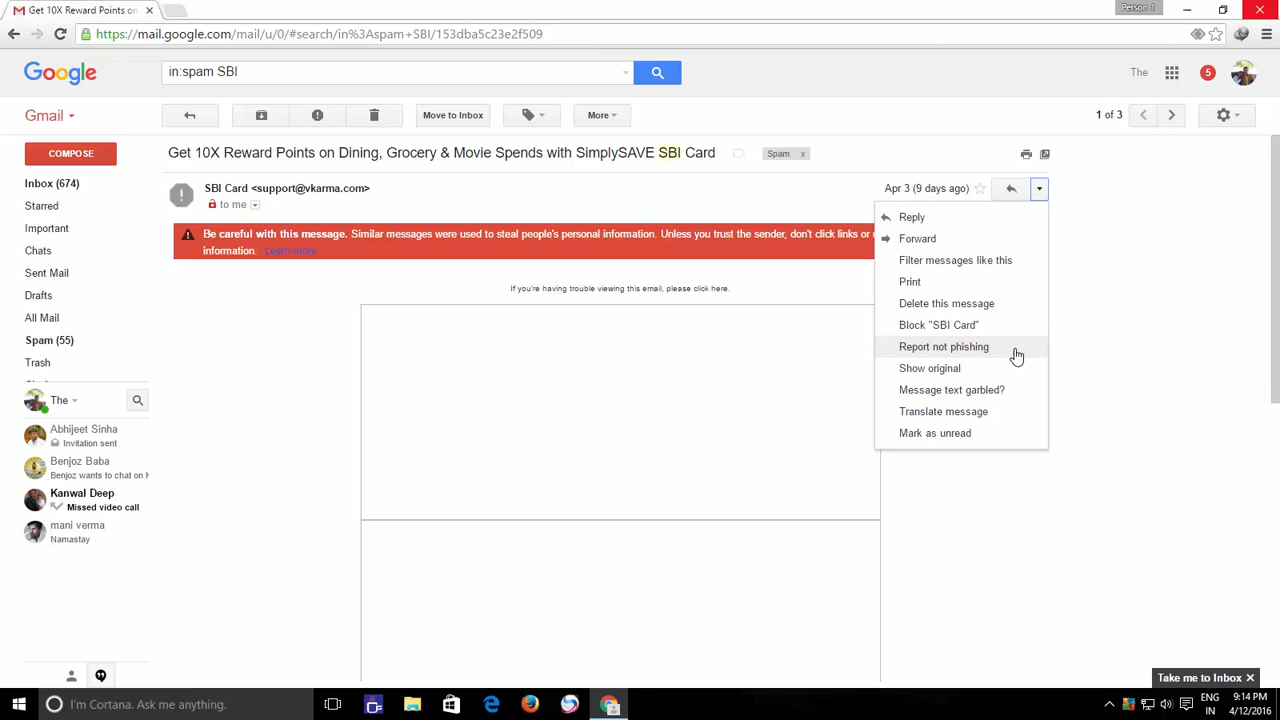 Get 10X Reward Points on
Person 1
https://mail.google.com/mail/u/0/#search/in%3Aspam+SBI/153dba5c23e2f509
Google
in:spam SBI
The
5
Gmail
Move to Inbox
More
1 of 3
COMPOSE
Inbox (674)
Starred
Important
Chats
Sent Mail
Drafts
All Mail
Spam (55)
Trash
The
Abhijeet Sinha
Invitation sent
Benjoz Baba
Benjoz wants to chat on H
Kanwal Deep
Missed video call
mani verma
Namastay
Get 10X Reward Points on Dining, Grocery & Movie Spends with SimplySAVE SBI Card
Spam x
SBI Card <support@vkarma.com>
to me
Apr 3 (9 days ago)
Be careful with this message. Similar messages were used to steal people's personal information. Unless you trust the sender, don't click links or
information. Learn more
If you're having trouble viewing this email, please click here.
Reply
Forward
Filter messages like this
Print
Delete this message
Block "SBI Card"
Report not phishing
Show original
Message text garbled?
Translate message
Mark as unread
Take me to Inbox
I'm Cortana. Ask me anything.
ENG
IN
9:14 PM
4/12/2016